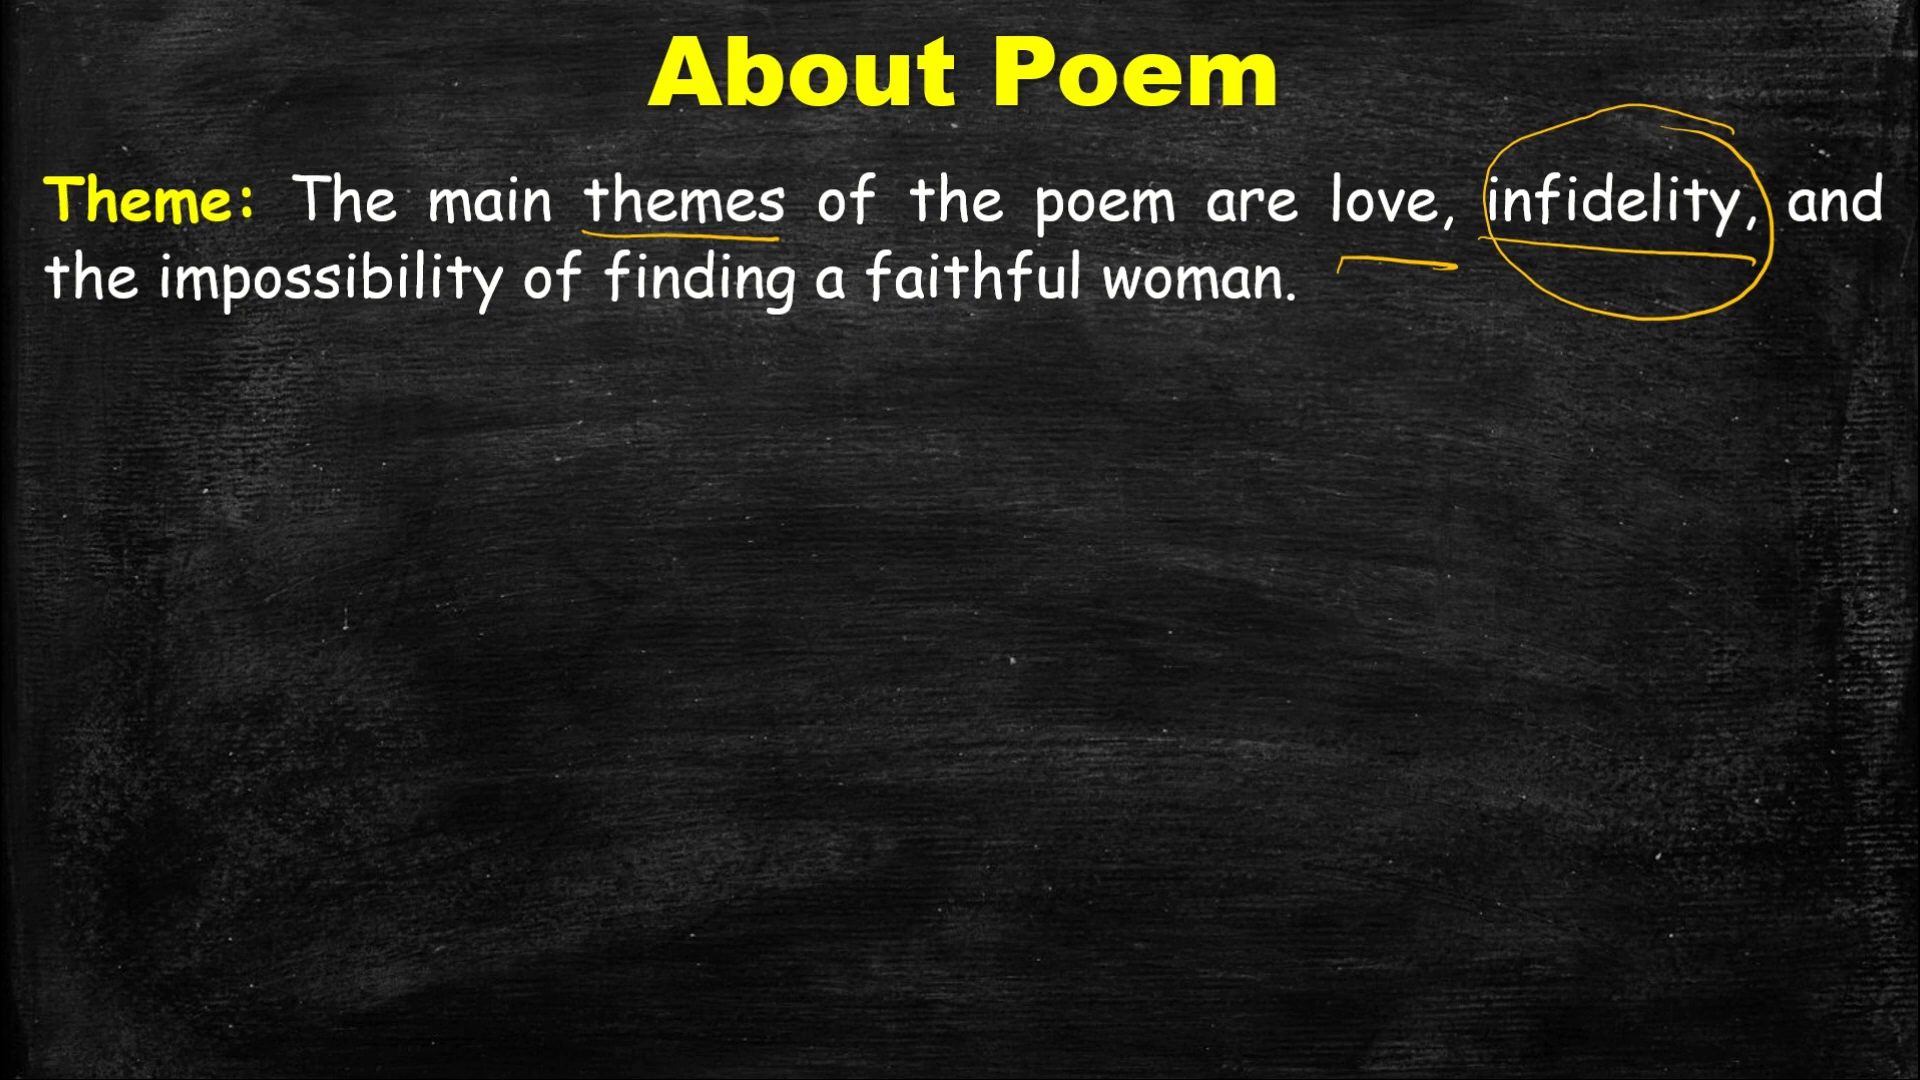 About Poem
Theme: The main themes of the poem are love, infidelity, and
the impossibility of finding a faithful woman.